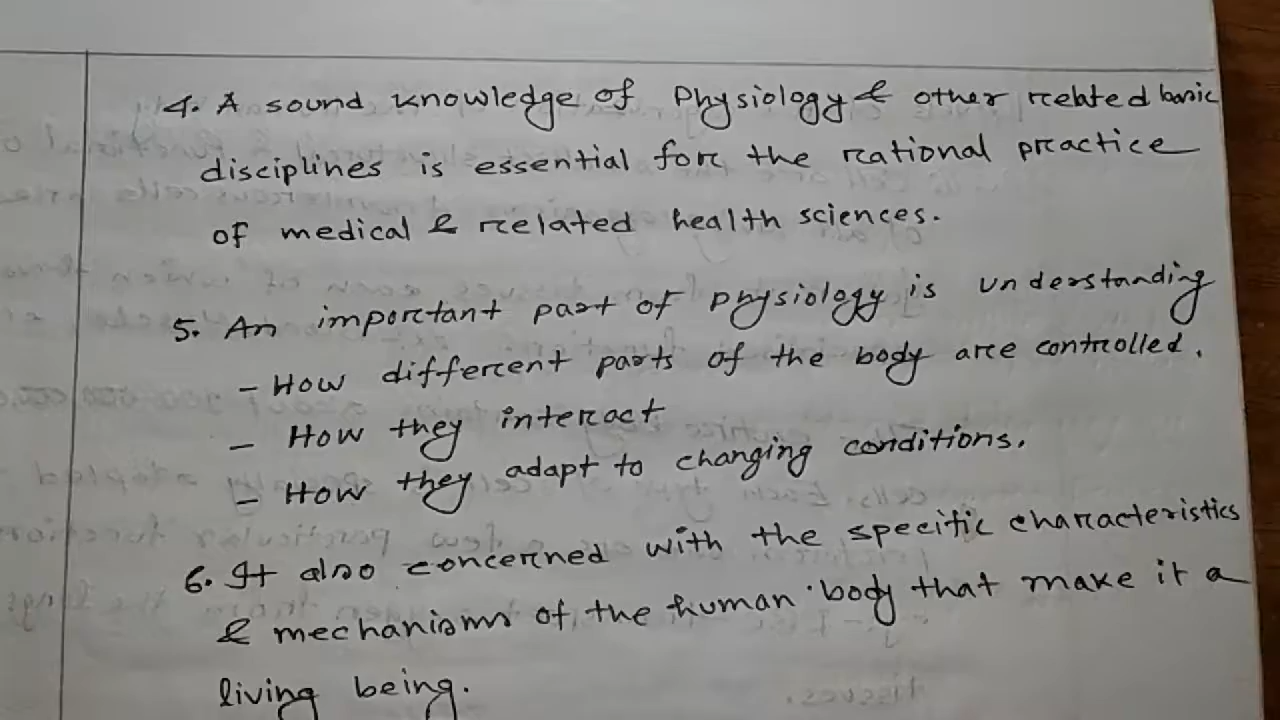 4. A sound knowledge of Physiology & other related basic
disciplines is essential for the rational practice
of medical & related health sciences.
5. An important part of physiology is understanding
- How different parts of the body are controlled.
- How they interact
- How they adapt to changing conditions.
6. It also concerned with the specific characteristics
& mechanisms of the human body that make it a
living being.